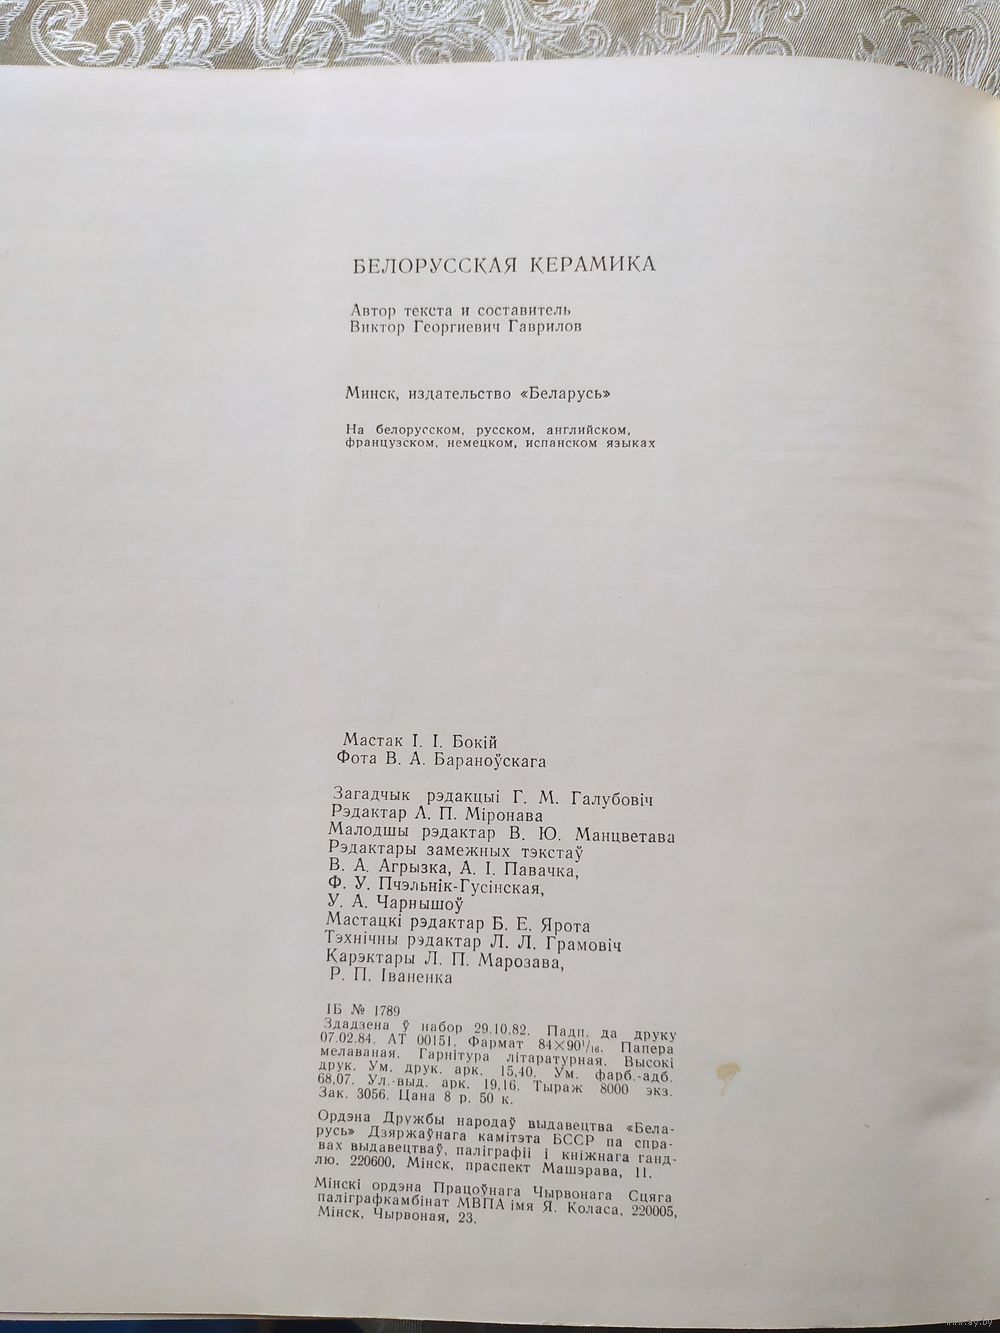 БЕЛОРУССКАЯ КЕРАМИКА
Автор текста и составитель
Виктор Георгиевич Гаврилов
Минск, издательство «Беларусь»
На белорусском, русском, английском,
французском, немецком, испанском языках
Мастак І. І. Бокій
Фота В. А. Бараноўскага
Загадчык рэдакцыі Г. М. Галубовіч
Рэдактар А. П. Міронава
Малодшы рэдактар В. Ю. Манцветава
Рэдактары замежных тэкстаў
В. А. Агрызка, А. І. Павачка,
Ф. У. Пчэльнік-Гусінская,
У. А. Чарнышоў
Мастацкі рэдактар Б. Е. Ярота
Тэхнічны рэдактар Л. Л. Грамовіч
Карэктары Л. П. Марозава,
Р. П. Іваненка
ІБ № 1789
Здадзена ў набор 29.10.82. Падп. да друку
07.02.84. АТ 00151. Фармат 84×90¹/₁₆. Папера
мелаваная. Гарнітура літаратурная. Высокі
друк. Ум. друк. арк. 15,40. Ум. фарб.-адб.
68,07. Ул.-выд. арк. 19,16. Тыраж 8000 экз.
Зак. 3056. Цана 8 р. 50 к.
Ордэна Дружбы народаў выдавецтва «Бела-
русь» Дзяржаўнага камітэта БССР па спра-
вах выдавецтваў, паліграфіі і кніжнага ганд-
лю. 220600, Мінск, праспект Машэрава, 11.
Мінскі ордэна Працоўнага Чырвонага Сцяга
паліграфкамбінат МВПА імя Я. Коласа, 220005,
Мінск, Чырвоная, 23.
www.ay.by